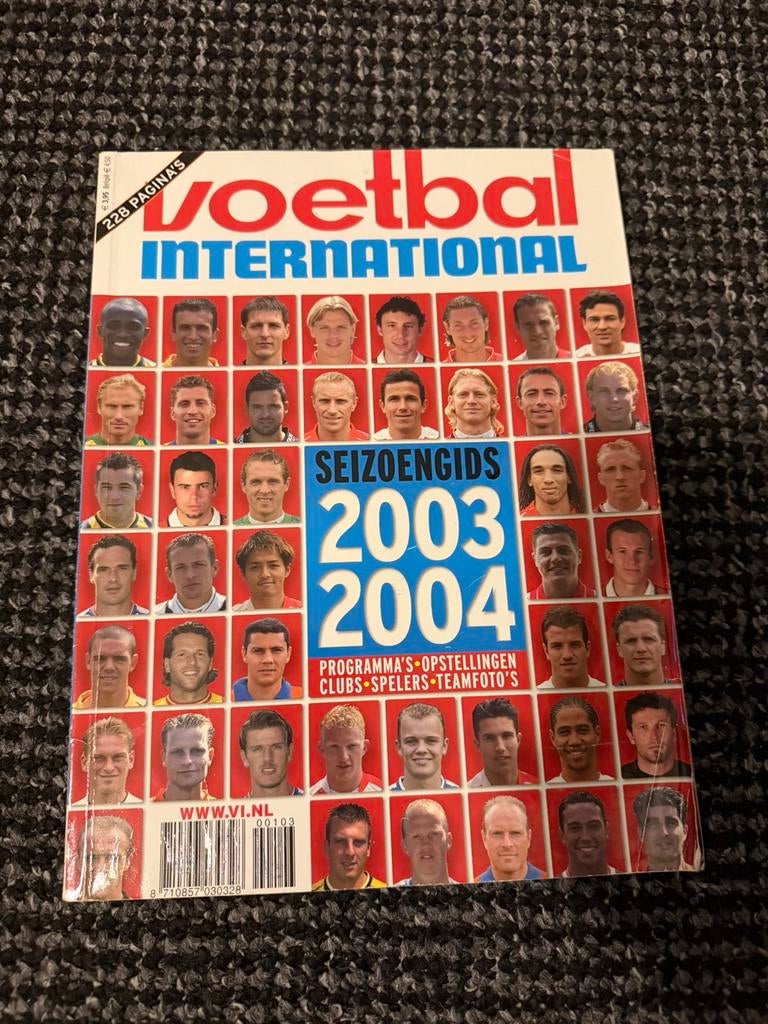 € 3,95 België € 4,50
228 PAGINA'S
voetbal
INTERNATIONAL
SEIZOENGIDS
2003
2004
PROGRAMMA'S • OPSTELLINGEN
CLUBS • SPELERS • TEAMFOTO'S
WWW.VI.NL
00103
8 710857 030328